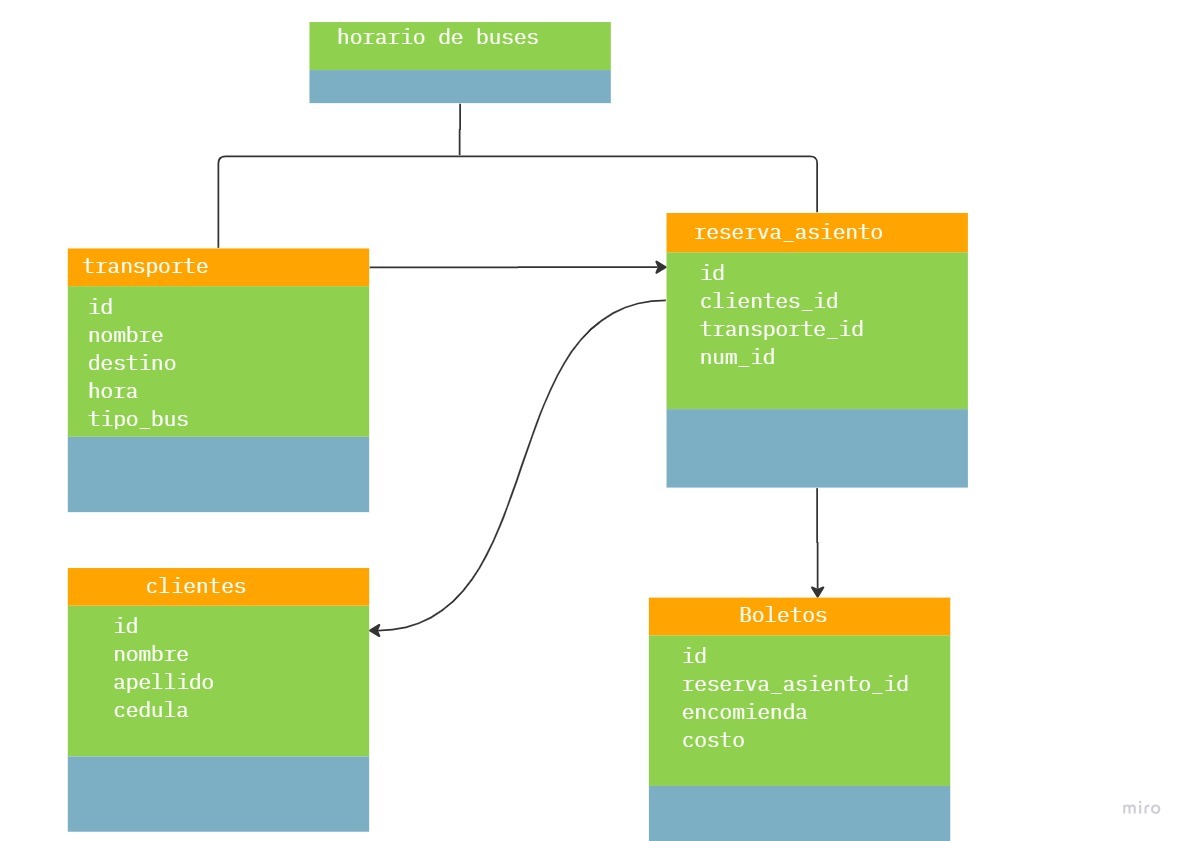 horario de buses
transporte
id
nombre
destino
hora
tipo_bus
reserva_asiento
id
clientes_id
transporte_id
num_id
clientes
id
nombre
apellido
cedula
Boletos
id
reserva_asiento_id
encomienda
costo
miro